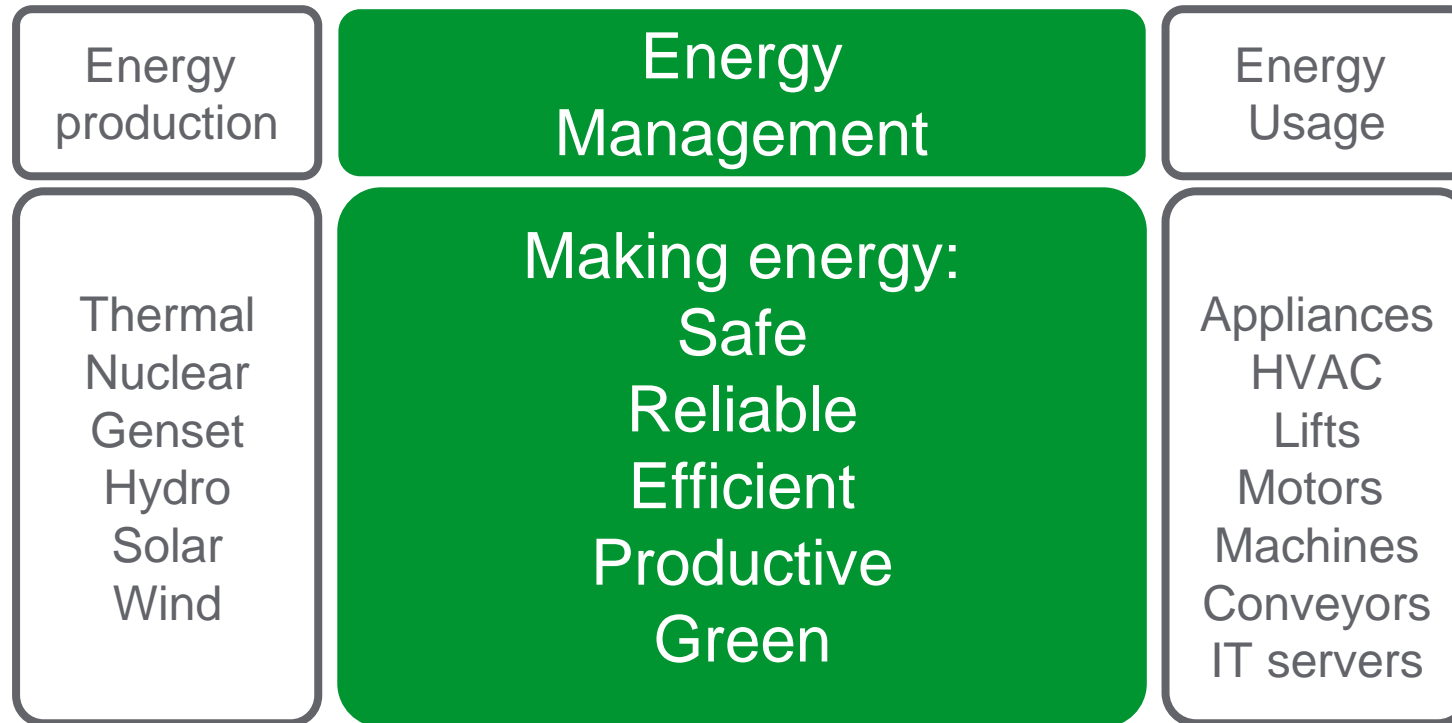 Energy
production
Energy
Management
Energy
Usage
Thermal
Nuclear
Genset
Hydro
Solar
Wind
Making energy:
Safe
Reliable
Efficient
Productive
Green
Appliances
HVAC
Lifts
Motors
Machines
Conveyors
IT servers